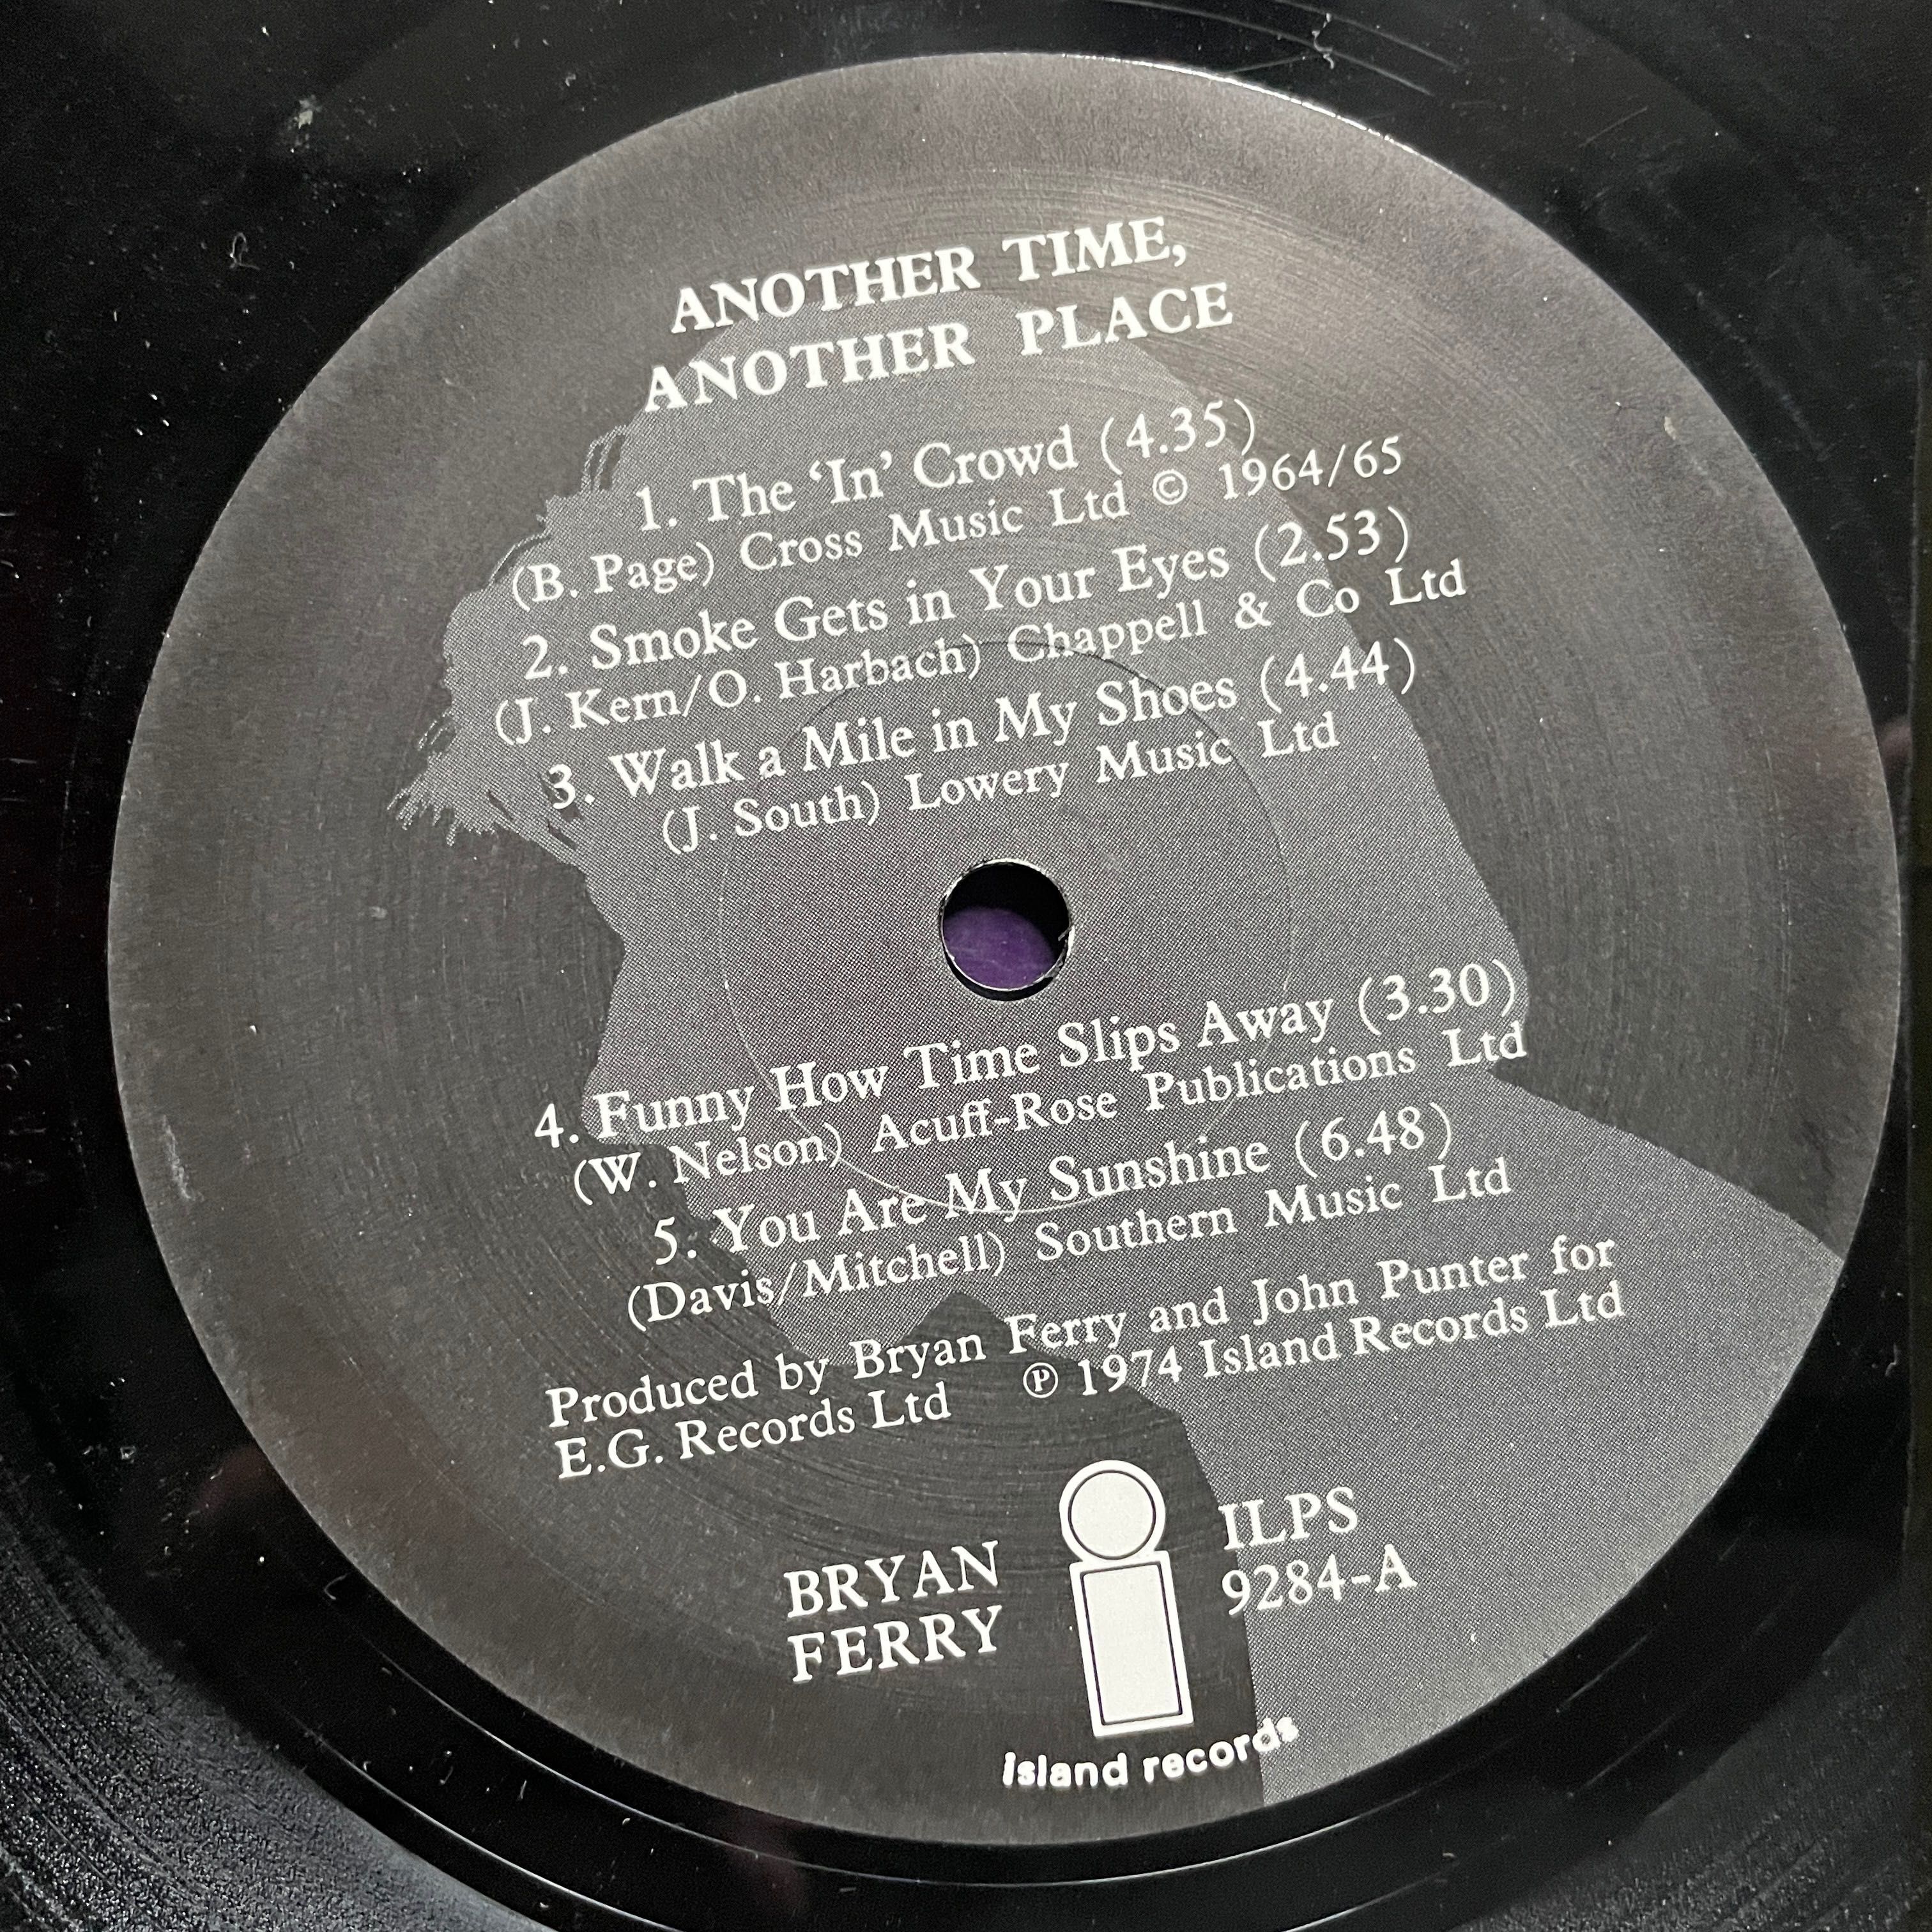 ANOTHER TIME,
ANOTHER PLACE
1. The ‘In’ Crowd (4.35)
(B. Page) Cross Music Ltd © 1964/65
2. Smoke Gets in Your Eyes (2.53)
(J. Kern/O. Harbach) Chappell & Co Ltd
3. Walk a Mile in My Shoes (4.44)
(J. South) Lowery Music Ltd
4. Funny How Time Slips Away (3.30)
(W. Nelson) Acuff-Rose Publications Ltd
5. You Are My Sunshine (6.48)
(Davis/Mitchell) Southern Music Ltd
Produced by Bryan Ferry and John Punter for
E.G. Records Ltd ℗ 1974 Island Records Ltd
BRYAN
FERRY
ILPS
9284-A
island records